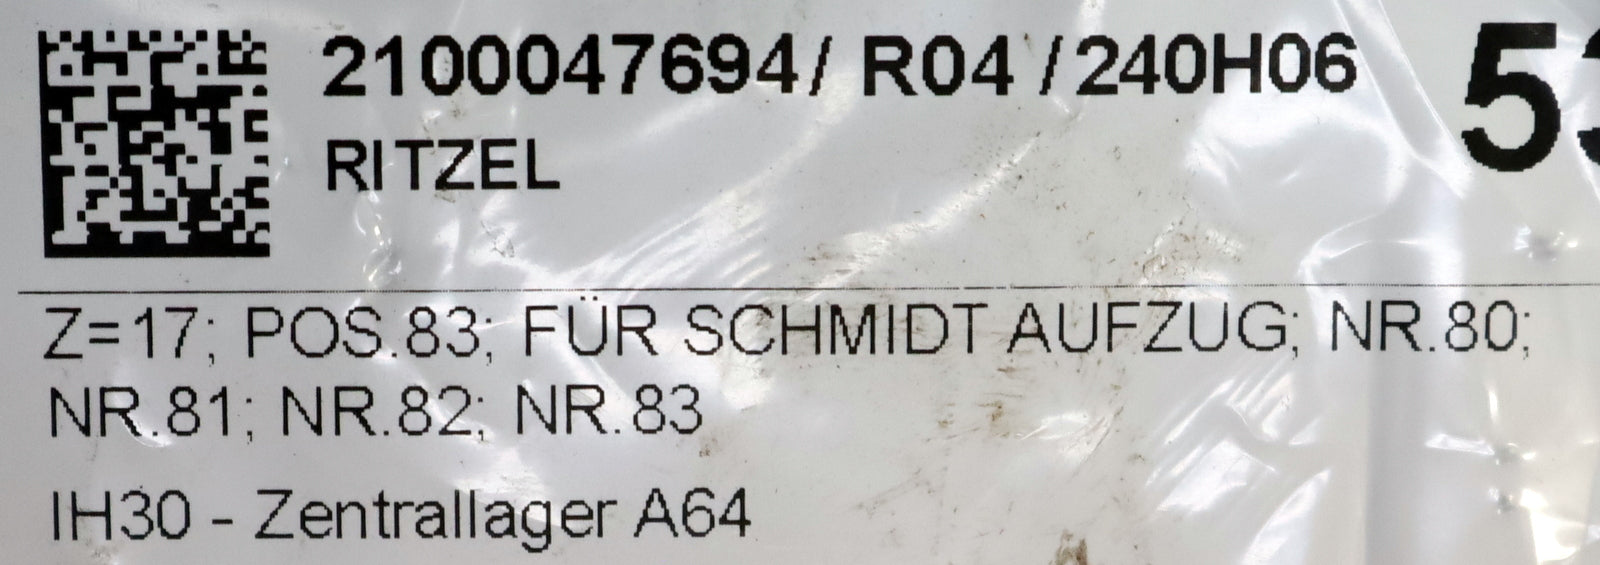 2100047694/ R04 /240H06
RITZEL
Z=17; POS.83; FÜR SCHMIDT AUFZUG; NR.80;
NR.81; NR.82; NR.83
IH30 - Zentrallager A64